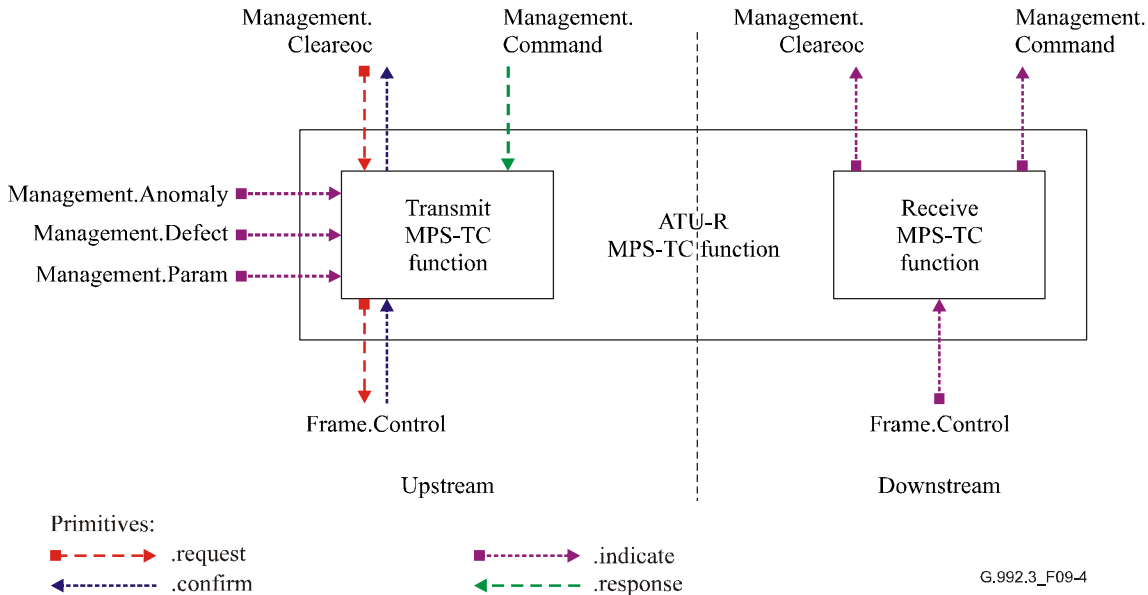 Management.
Cleareoc
Management.
Command
Management.
Cleareoc
Management.
Command
Management.Anomaly
Management.Defect
Management.Param
Transmit
MPS-TC
function
ATU-R
MPS-TC function
Receive
MPS-TC
function
Frame.Control
Frame.Control
Upstream
Downstream
Primitives:
.request
.indicate
.confirm
.response
G.992.3_F09-4